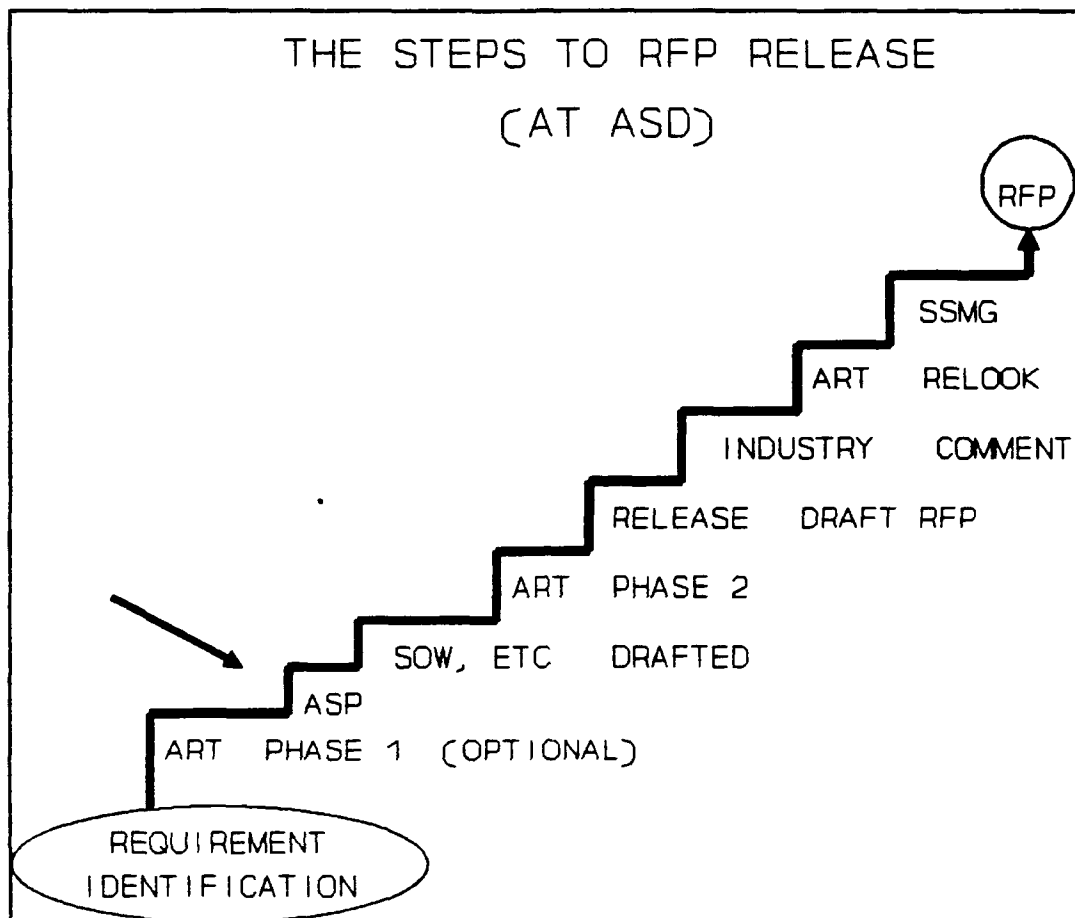 THE STEPS TO RFP RELEASE
(AT ASD)
RFP
SSMG
ART RELOOK
INDUSTRY COMMENT
RELEASE DRAFT RFP
ART PHASE 2
SOW, ETC DRAFTED
ASP
ART PHASE 1 (OPTIONAL)
REQUIREMENT
IDENTIFICATION